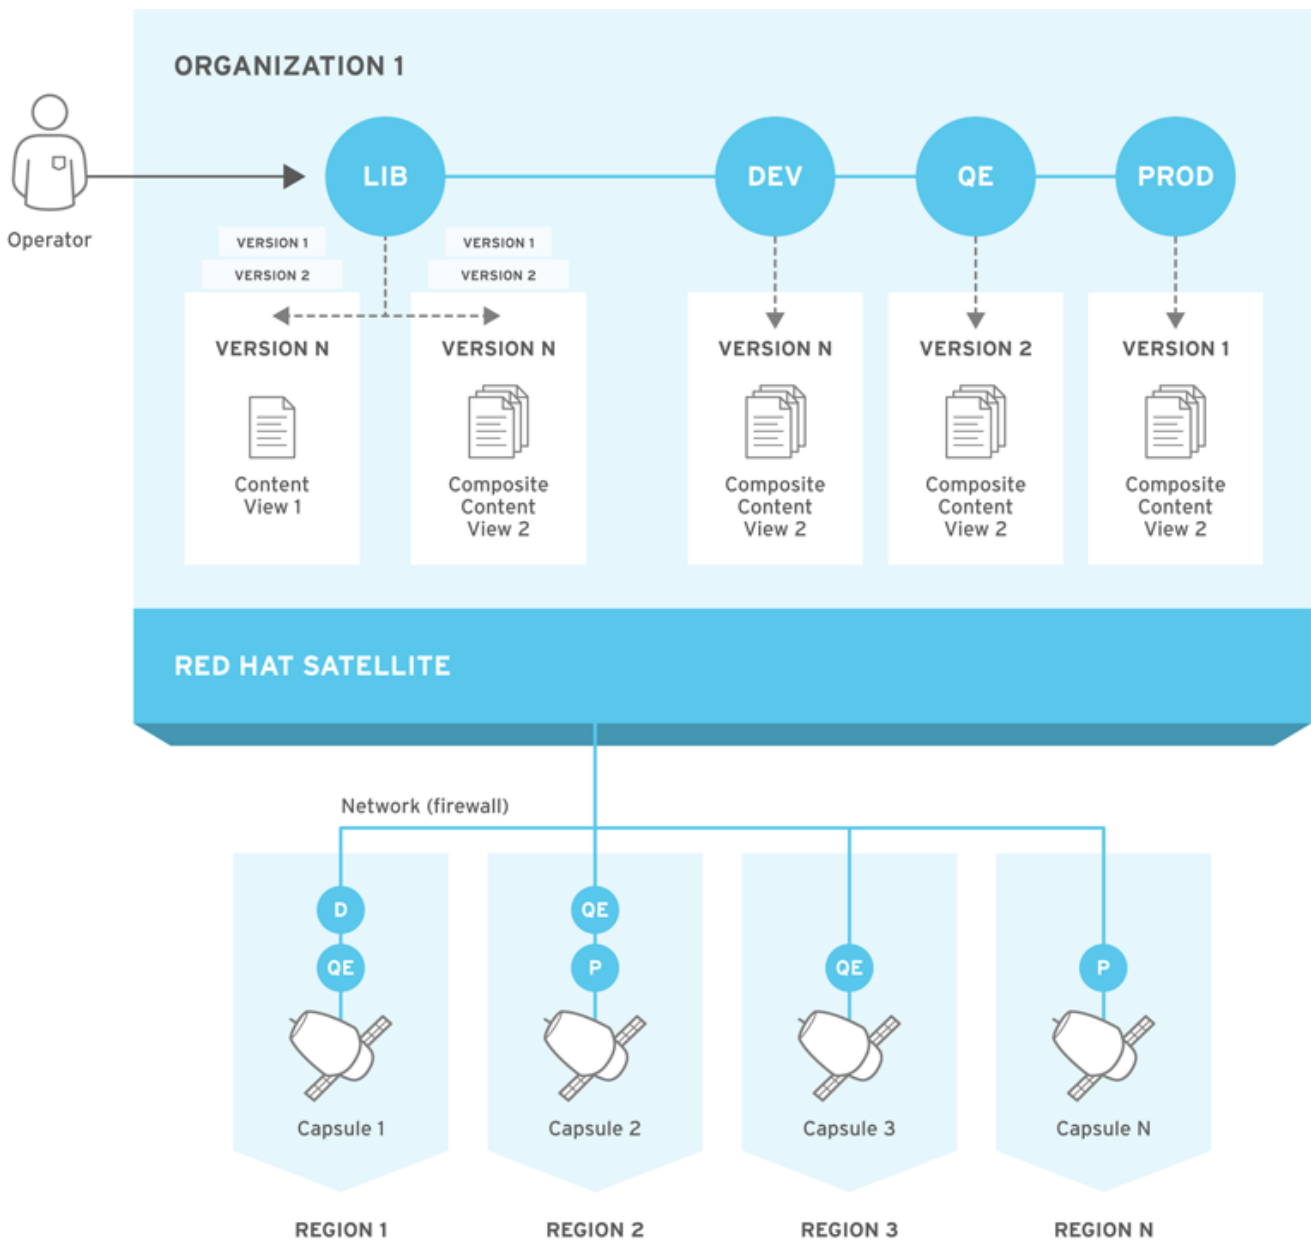 ORGANIZATION 1
LIB
DEV
QE
PROD
Operator
VERSION 1
VERSION 2
VERSION N
Content
View 1
VERSION 1
VERSION 2
VERSION N
Composite
Content
View 2
VERSION N
Composite
Content
View 2
VERSION 2
Composite
Content
View 2
VERSION 1
Composite
Content
View 2
RED HAT SATELLITE
Network (firewall)
D
QE
Capsule 1
REGION 1
QE
P
Capsule 2
REGION 2
QE
Capsule 3
REGION 3
P
Capsule N
REGION N